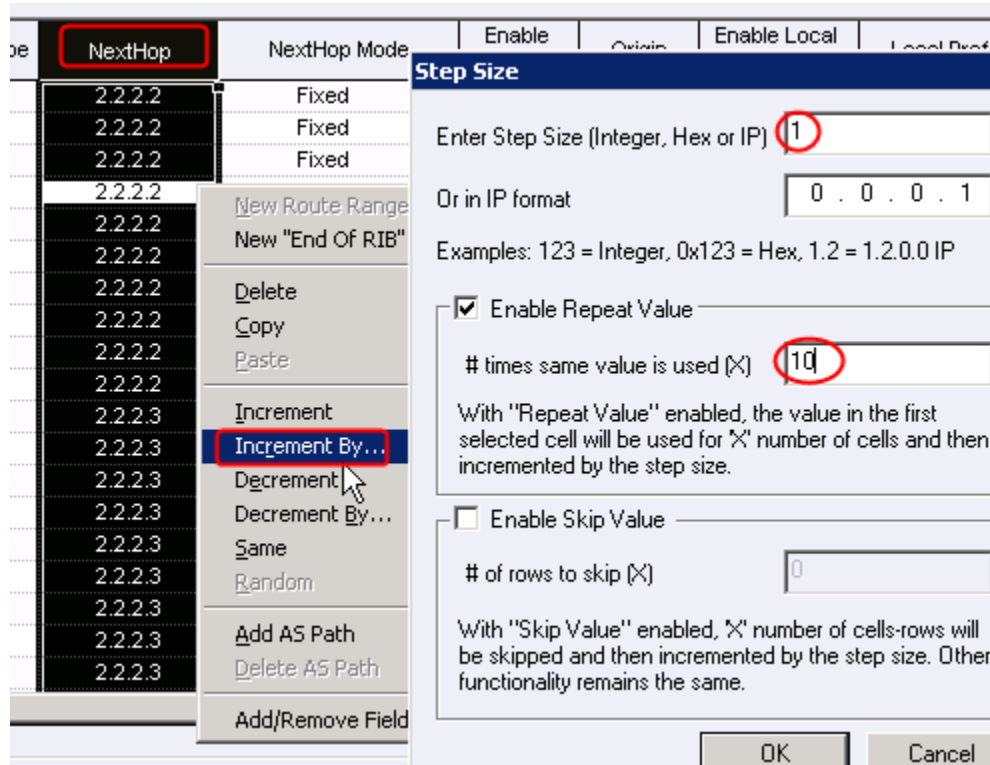 pe NextHop NextHop Mode Enable Origin Enable Local Local Pref
2.2.2.2 Fixed
2.2.2.2 Fixed
2.2.2.2 Fixed
2.2.2.2
2.2.2.2
2.2.2.2
2.2.2.2
2.2.2.2
2.2.2.2
2.2.2.2
2.2.2.3
2.2.2.3
2.2.2.3
2.2.2.3
2.2.2.3
2.2.2.3
2.2.2.3
2.2.2.3
2.2.2.3
New Route Range
New "End Of RIB"
Delete
Copy
Paste
Increment
Increment By...
Decrement
Decrement By...
Same
Random
Add AS Path
Delete AS Path
Add/Remove Field
Step Size
Enter Step Size (Integer, Hex or IP) 1
Or in IP format 0 . 0 . 0 . 1
Examples: 123 = Integer, 0x123 = Hex, 1.2 = 1.2.0.0 IP
Enable Repeat Value
# times same value is used (X) 10
With "Repeat Value" enabled, the value in the first
selected cell will be used for 'X' number of cells and then
incremented by the step size.
Enable Skip Value
# of rows to skip (X) 0
With "Skip Value" enabled, 'X' number of cells-rows will
be skipped and then incremented by the step size. Other
functionality remains the same.
OK Cancel